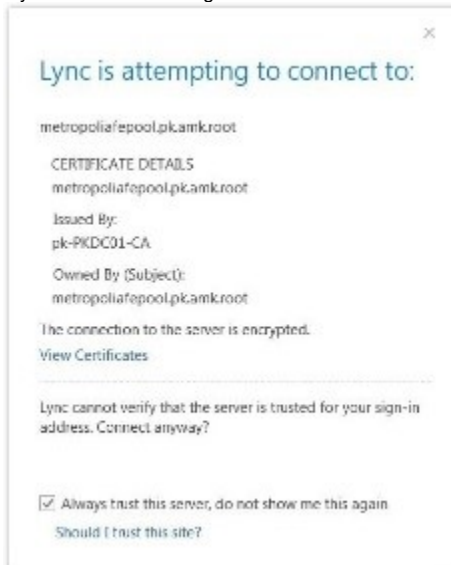 Lync is attempting to connect to:
metropoliafepool.pk.amk.root
CERTIFICATE DETAILS
metropoliafepool.pk.amk.root
Issued By:
pk-PKDC01-CA
Owned By (Subject):
metropoliafepool.pk.amk.root
The connection to the server is encrypted.
View Certificates
Lync cannot verify that the server is trusted for your sign-in
address. Connect anyway?
Always trust this server, do not show me this again
Should I trust this site?